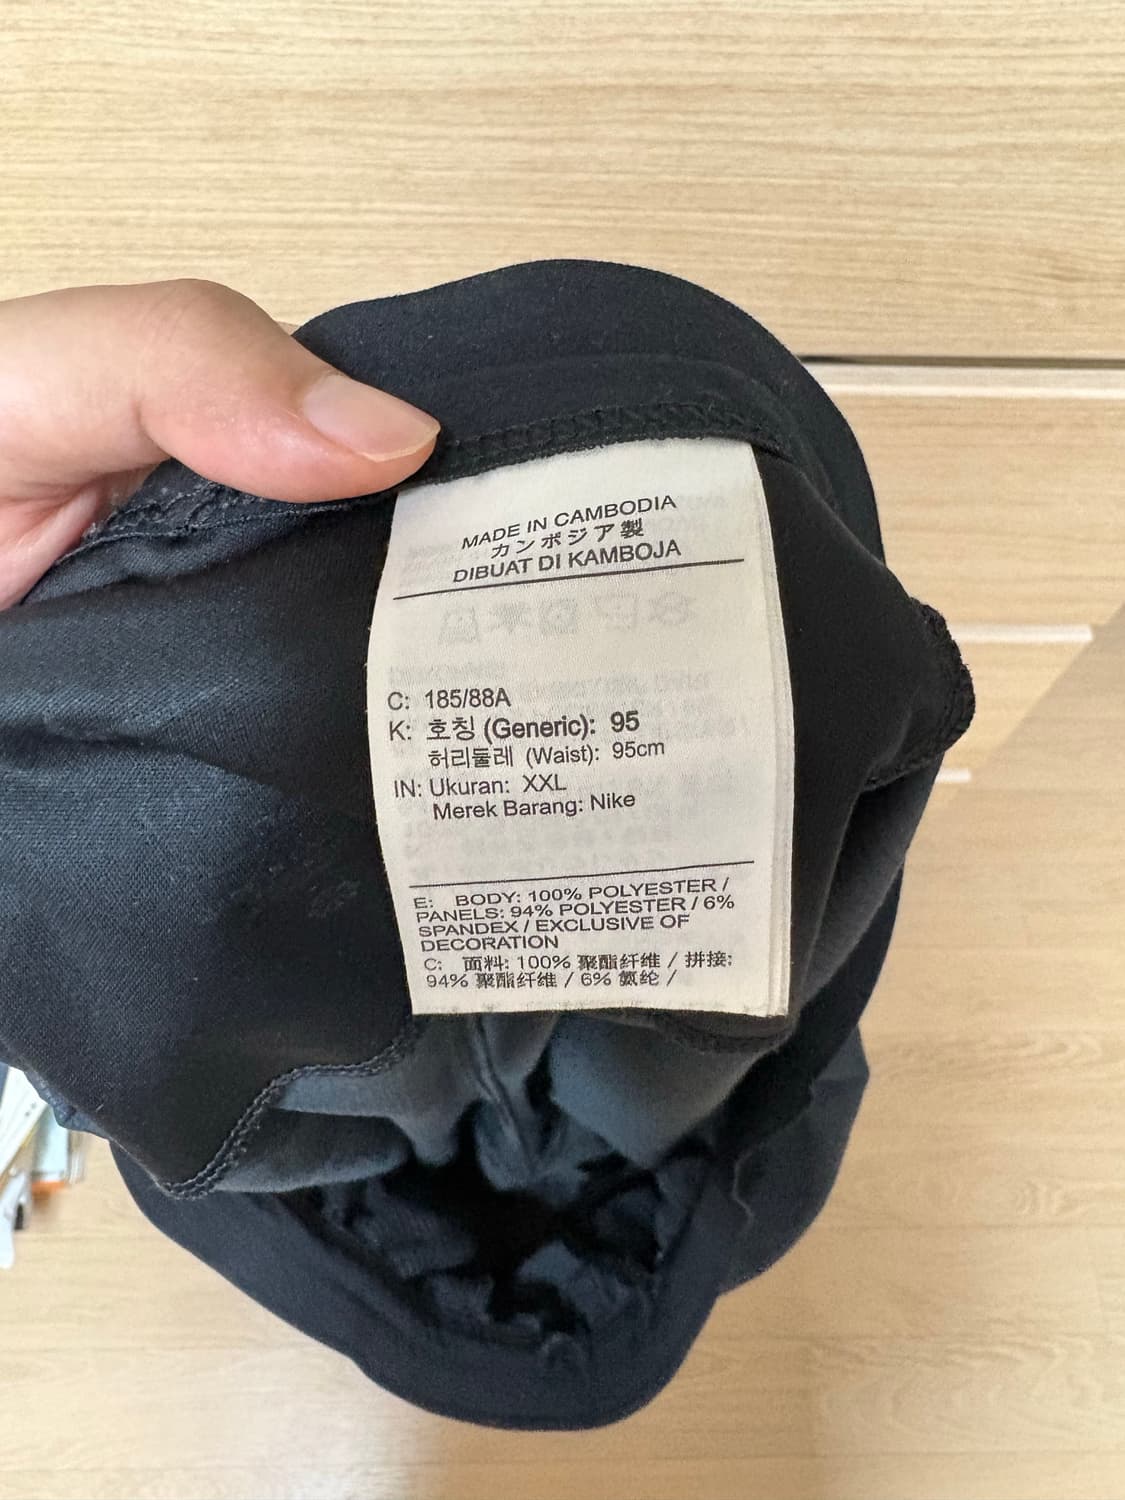 MADE IN CAMBODIA
カンボジア製
DIBUAT DI KAMBOJA
C: 185/88A
K: 호칭 (Generic): 95
허리둘레 (Waist): 95cm
IN: Ukuran: XXL
Merek Barang: Nike
E: BODY: 100% POLYESTER /
PANELS: 94% POLYESTER / 6%
SPANDEX / EXCLUSIVE OF
DECORATION
C: 面料: 100% 聚酯纤维 / 拼接:
94% 聚酯纤维 / 6% 氨纶 /